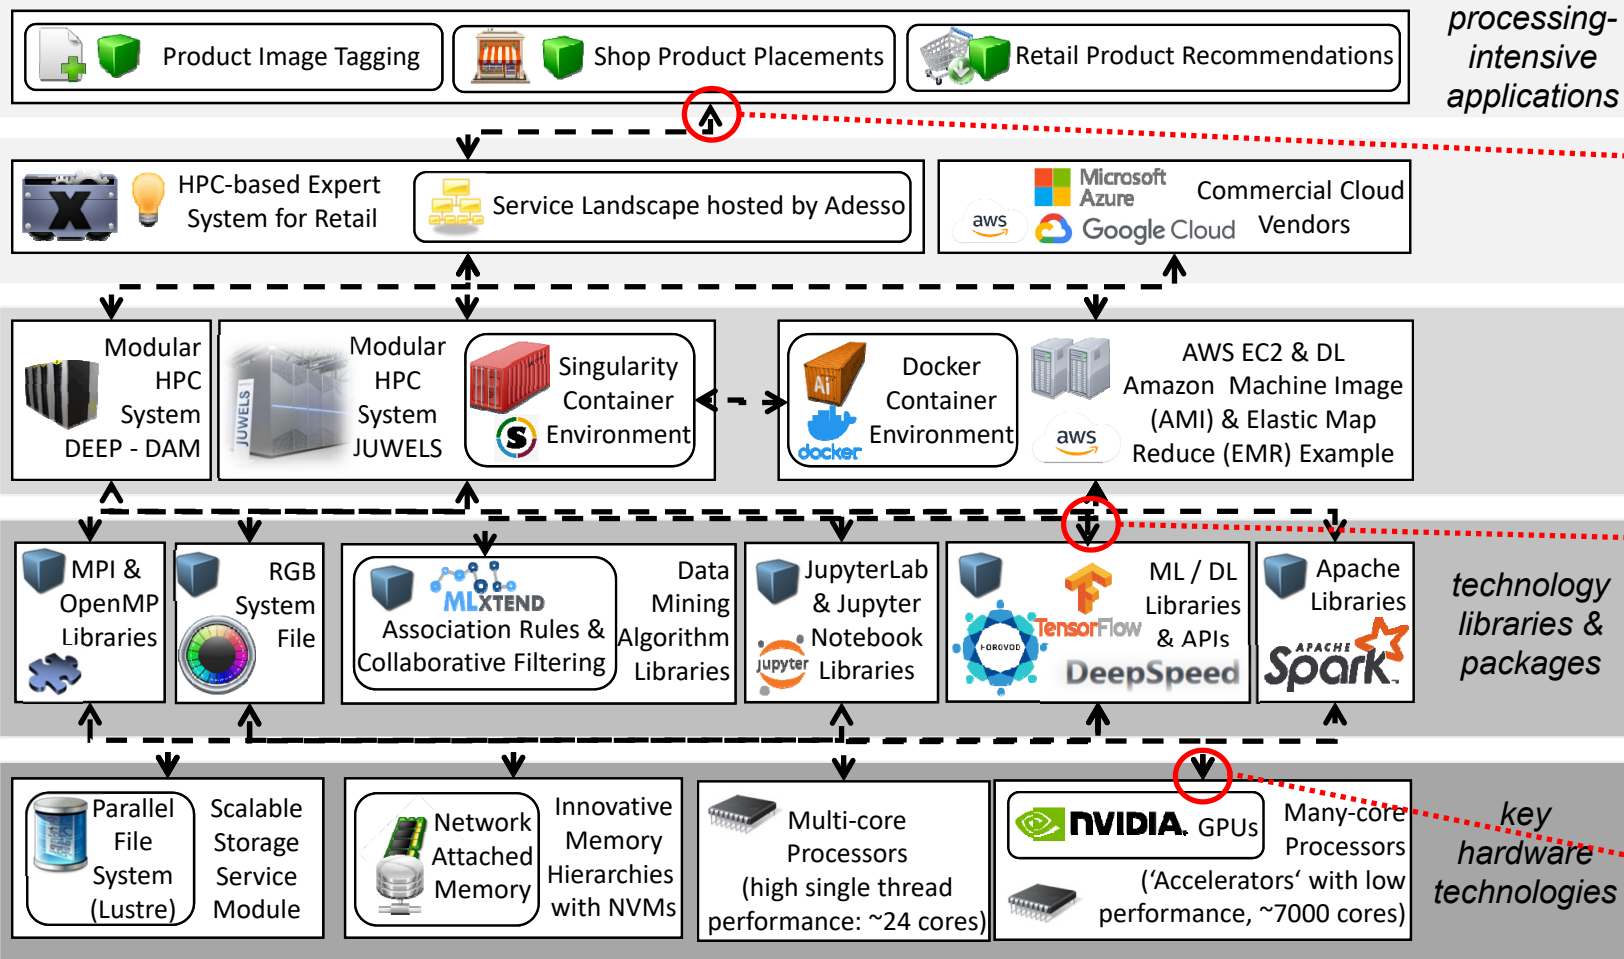 processing-
intensive
applications
Product Image Tagging
Shop Product Placements
Retail Product Recommendations
X
HPC-based Expert
System for Retail
Service Landscape hosted by Adesso
aws
Microsoft
Azure
Google Cloud
Commercial Cloud
Vendors
Modular
HPC
System
DEEP - DAM
JUWELS
Modular
HPC
System
JUWELS
Singularity
Container
Environment
S
Ai
docker
Docker
Container
Environment
aws
AWS EC2 & DL
Amazon Machine Image
(AMI) & Elastic Map
Reduce (EMR) Example
MPI &
OpenMP
Libraries
RGB
System
File
MLXTEND
Association Rules &
Collaborative Filtering
Data
Mining
Algorithm
Libraries
jupyter
JupyterLab
& Jupyter
Notebook
Libraries
HOROVOD
TensorFlow
DeepSpeed
ML / DL
Libraries
& APIs
Apache
Libraries
APACHE
Spark
technology
libraries &
packages
Parallel
File
System
(Lustre)
Scalable
Storage
Service
Module
Network
Attached
Memory
Innovative
Memory
Hierarchies
with NVMs
Multi-core
Processors
(high single thread
performance: ~24 cores)
NVIDIA. GPUs
Many-core
Processors
(‘Accelerators‘ with low
performance, ~7000 cores)
key
hardware
technologies